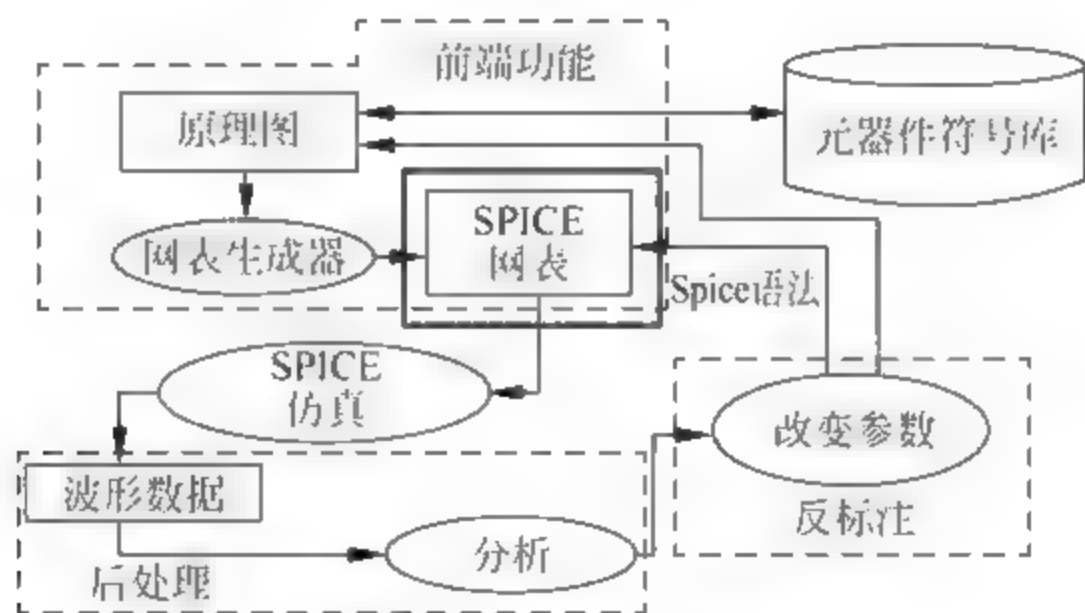 前端功能
原理图
元器件符号库
网表生成器
SPICE
网表
Spice语法
SPICE
仿真
改变参数
反标注
波形数据
分析
后处理